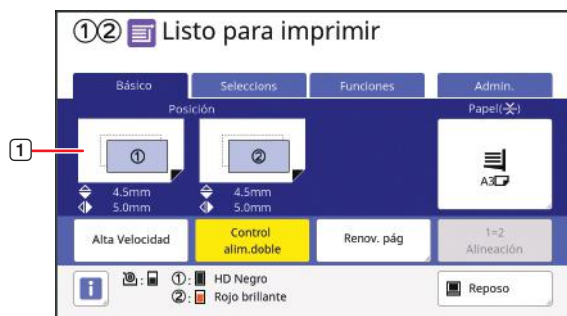 ①② Listo para imprimir
Básico Seleccions Funciones Admin.
Posición Papel
① ②
A3
4.5mm 4.5mm
5.0mm 5.0mm
1
Alta Velocidad Control alim.doble Renov. pág 1=2 Alineación
i ①: HD Negro Reposo
②: Rojo brillante